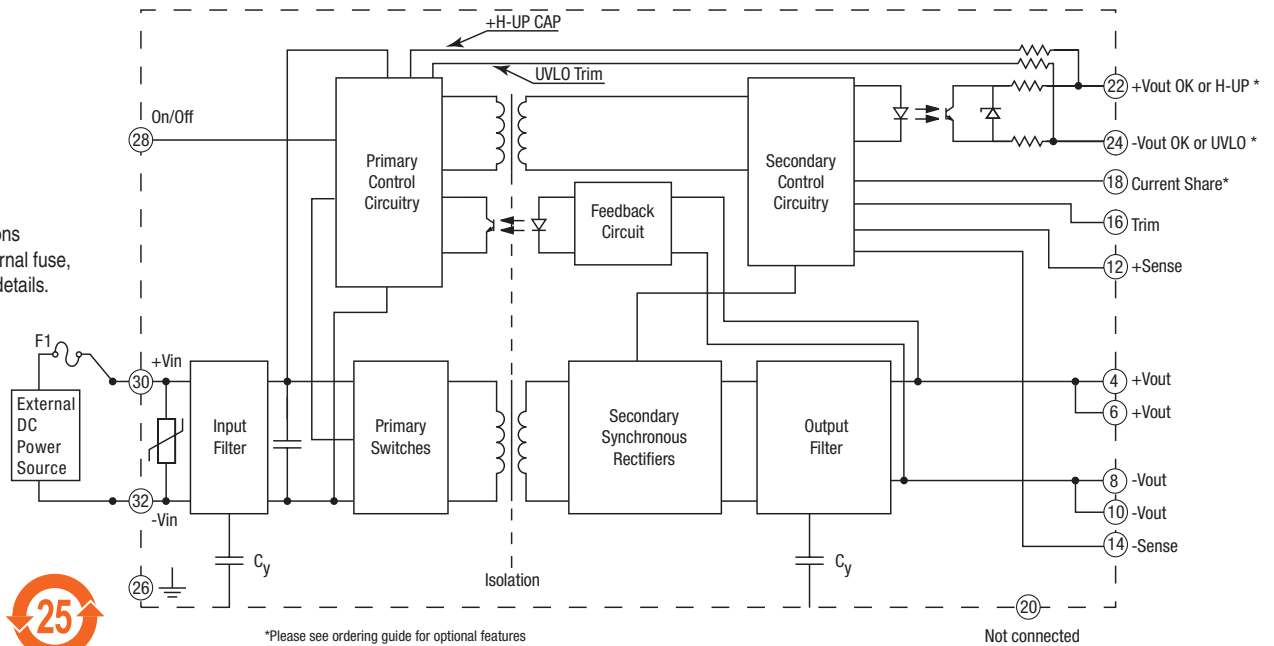 +H-UP CAP
UVLO Trim
22 +Vout OK or H-UP *
On/Off
28
24 -Vout OK or UVLO *
Primary
Control
Circuitry
Secondary
Control
Circuitry
18 Current Share*
Feedback
Circuit
16 Trim
ons
rnal fuse,
details.
12 +Sense
F1
+Vin
30
4 +Vout
External
DC
Power
Source
Input
Filter
Primary
Switches
Secondary
Synchronous
Rectifiers
Output
Filter
6 +Vout
8 -Vout
32
-Vin
10 -Vout
14 -Sense
Cy
Cy
Isolation
26
25
20
*Please see ordering guide for optional features
Not connected